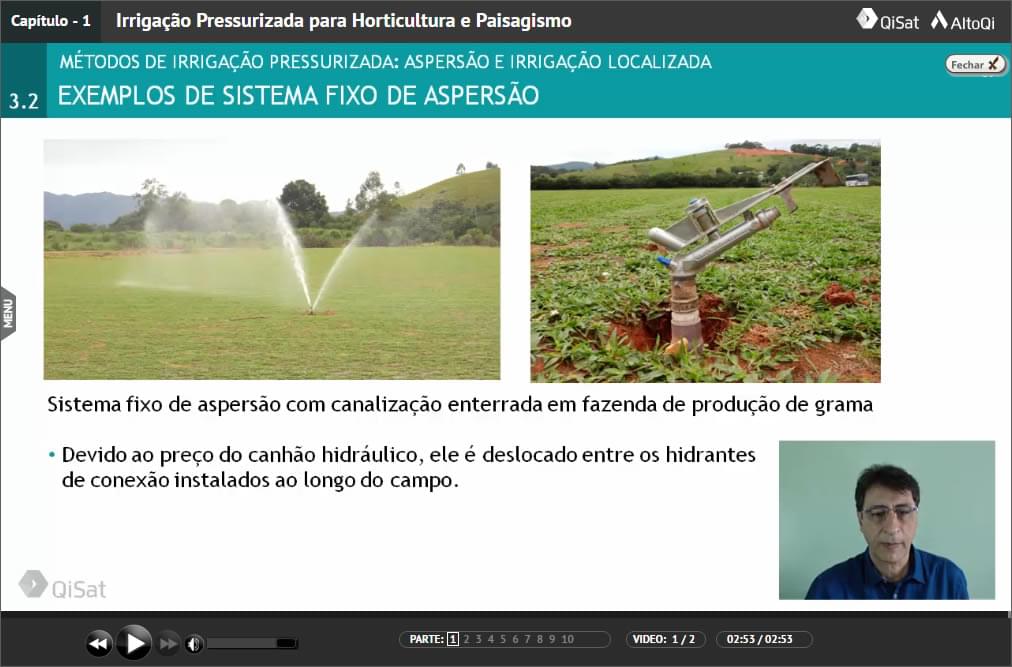 Capítulo - 1
Irrigação Pressurizada para Horticultura e Paisagismo
QiSat
AltoQi
MÉTODOS DE IRRIGAÇÃO PRESSURIZADA: ASPERSÃO E IRRIGAÇÃO LOCALIZADA
Fechar X
3.2
EXEMPLOS DE SISTEMA FIXO DE ASPERSÃO
MENU
Sistema fixo de aspersão com canalização enterrada em fazenda de produção de grama
• Devido ao preço do canhão hidráulico, ele é deslocado entre os hidrantes
de conexão instalados ao longo do campo.
QiSat
PARTE: 1 2 3 4 5 6 7 8 9 10
VIDEO: 1 / 2
02:53 / 02:53